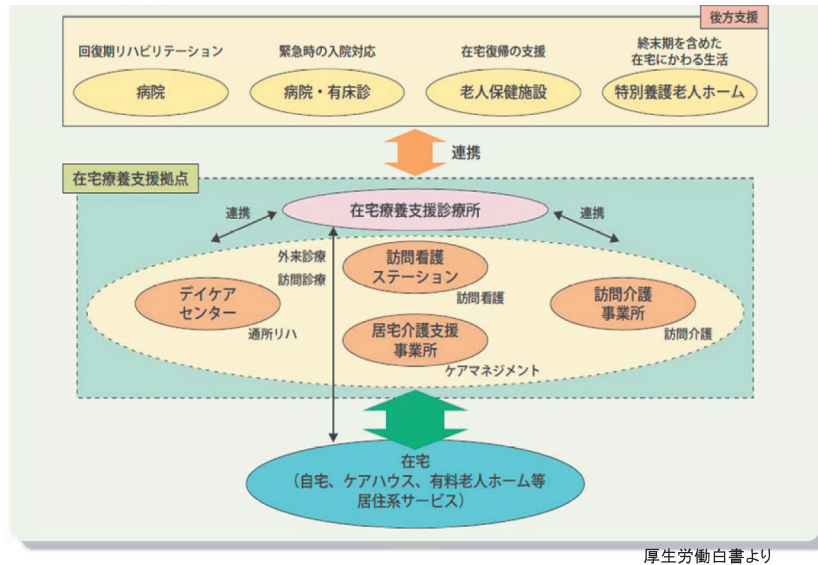 後方支援
回復期リハビリテーション
病院
緊急時の入院対応
病院・有床診
在宅復帰の支援
老人保健施設
終末期を含めた
在宅にかわる生活
特別養護老人ホーム
連携
在宅療養支援拠点
在宅療養支援診療所
連携
連携
外来診療
訪問診療
訪問看護
ステーション
訪問看護
デイケア
センター
通所リハ
訪問介護
事業所
訪問介護
居宅介護支援
事業所
ケアマネジメント
在宅
（自宅、ケアハウス、有料老人ホーム等
居住系サービス）
厚生労働白書より